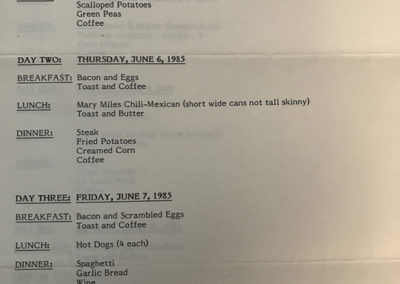 Scalloped Potatoes
Green Peas
Coffee
DAY TWO: THURSDAY, JUNE 6, 1985
BREAKFAST: Bacon and Eggs
Toast and Coffee
LUNCH: Mary Miles Chili-Mexican (short wide cans not tall skinny)
Toast and Butter
DINNER: Steak
Fried Potatoes
Creamed Corn
Coffee
DAY THREE: FRIDAY, JUNE 7, 1985
BREAKFAST: Bacon and Scrambled Eggs
Toast and Coffee
LUNCH: Hot Dogs (4 each)
DINNER: Spaghetti
Garlic Bread
Wine